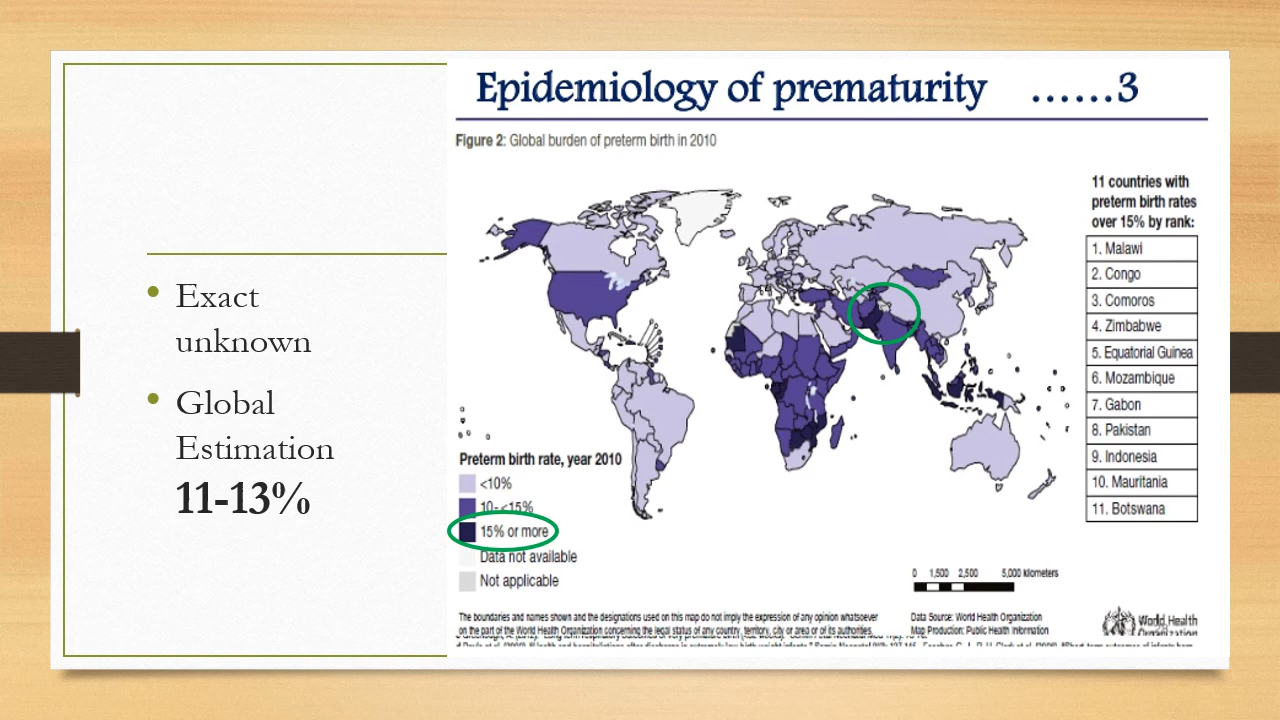 Epidemiology of prematurity ......3
Figure 2: Global burden of preterm birth in 2010
• Exact
unknown
• Global
Estimation
11-13%
11 countries with
preterm birth rates
over 15% by rank:
1. Malawi
2. Congo
3. Comoros
4. Zimbabwe
5. Equatorial Guinea
6. Mozambique
7. Gabon
8. Pakistan
9. Indonesia
10. Mauritania
11. Botswana
Preterm birth rate, year 2010
<10%
10-<15%
15% or more
Data not available
Not applicable
0 1,500 2,500 5,000 kilometers
The boundaries and names shown and the designations used on this map do not imply the expression of any opinion whatsoever
on the part of the World Health Organization concerning the legal status of any country, territory, city or area or of its authorities,
Data Source: World Health Organization
Map Production: Public Health Information
World Health
Organization